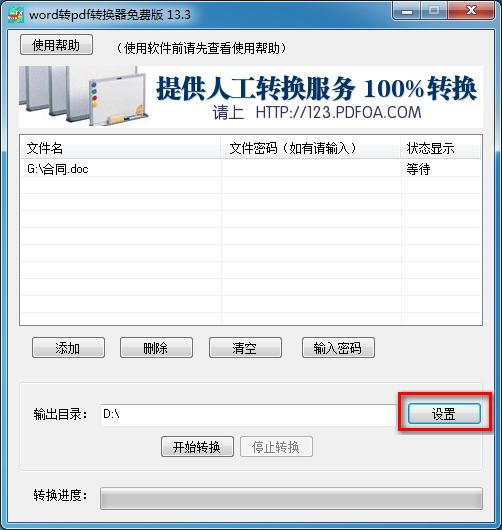 word转pdf转换器免费版 13.3
使用帮助 （使用软件前请先查看使用帮助）
提供人工转换服务 100%转换
请上 HTTP://123.PDFOA.COM/
文件名 文件密码（如有请输入） 状态显示
G:\合同.doc 等待
添加 删除 清空 输入密码
输出目录： D:\ 设置
开始转换 停止转换
转换进度：